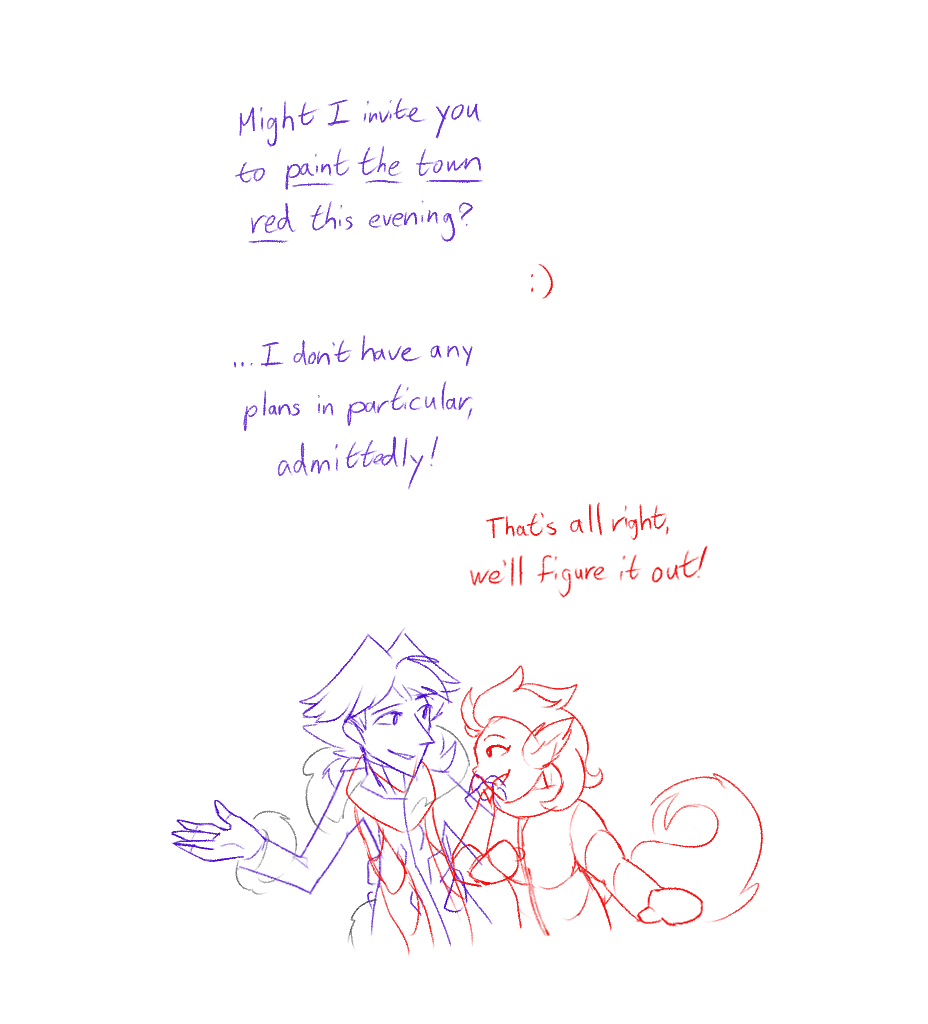 Might I invite you
to paint the town
red this evening?
:)
...I don't have any
plans in particular,
admittedly!
That's all right,
we'll figure it out!